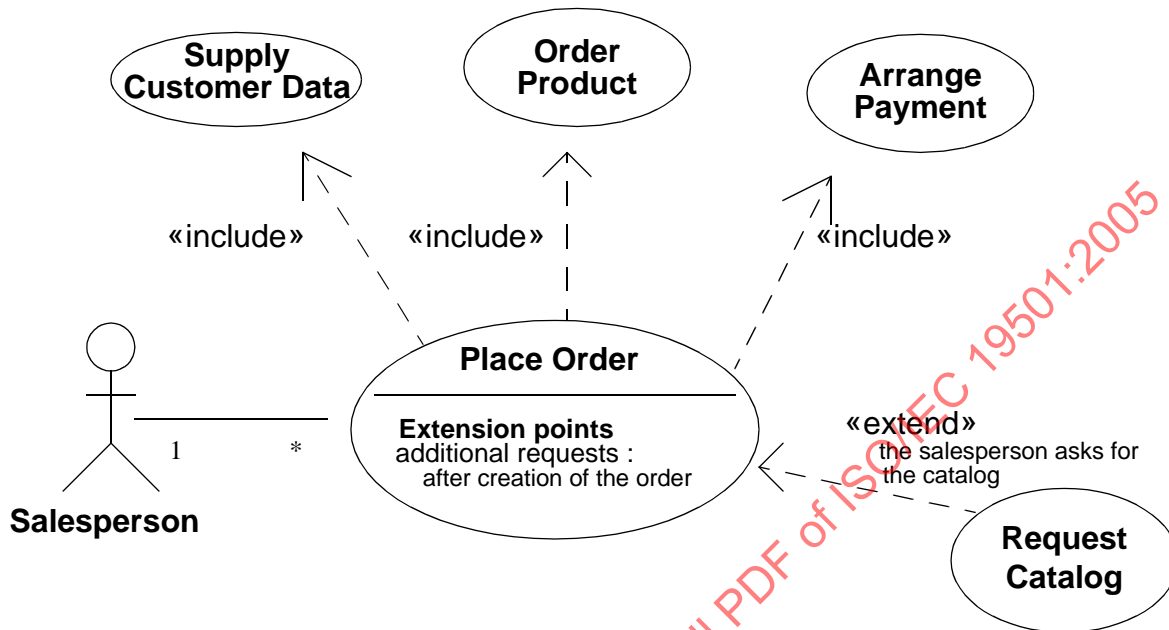 Supply
Customer Data
Order
Product
Arrange
Payment
«include»
«include»
«include»
Place Order
Extension points
additional requests :
after creation of the order
1
*
Salesperson
«extend»
the salesperson asks for
the catalog
Request
Catalog
PDF of ISO/IEC 19501:2005